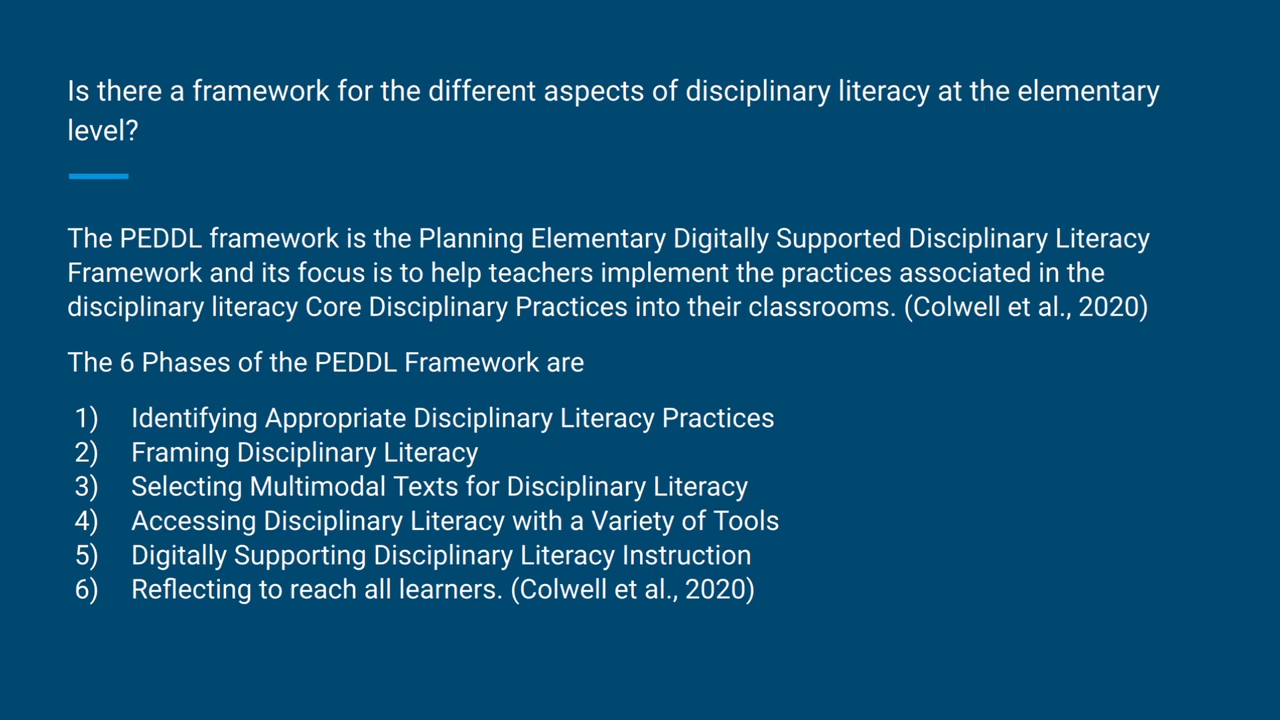 Is there a framework for the different aspects of disciplinary literacy at the elementary
level?
The PEDDL framework is the Planning Elementary Digitally Supported Disciplinary Literacy
Framework and its focus is to help teachers implement the practices associated in the
disciplinary literacy Core Disciplinary Practices into their classrooms. (Colwell et al., 2020)
The 6 Phases of the PEDDL Framework are
1) Identifying Appropriate Disciplinary Literacy Practices
2) Framing Disciplinary Literacy
3) Selecting Multimodal Texts for Disciplinary Literacy
4) Accessing Disciplinary Literacy with a Variety of Tools
5) Digitally Supporting Disciplinary Literacy Instruction
6) Reflecting to reach all learners. (Colwell et al., 2020)